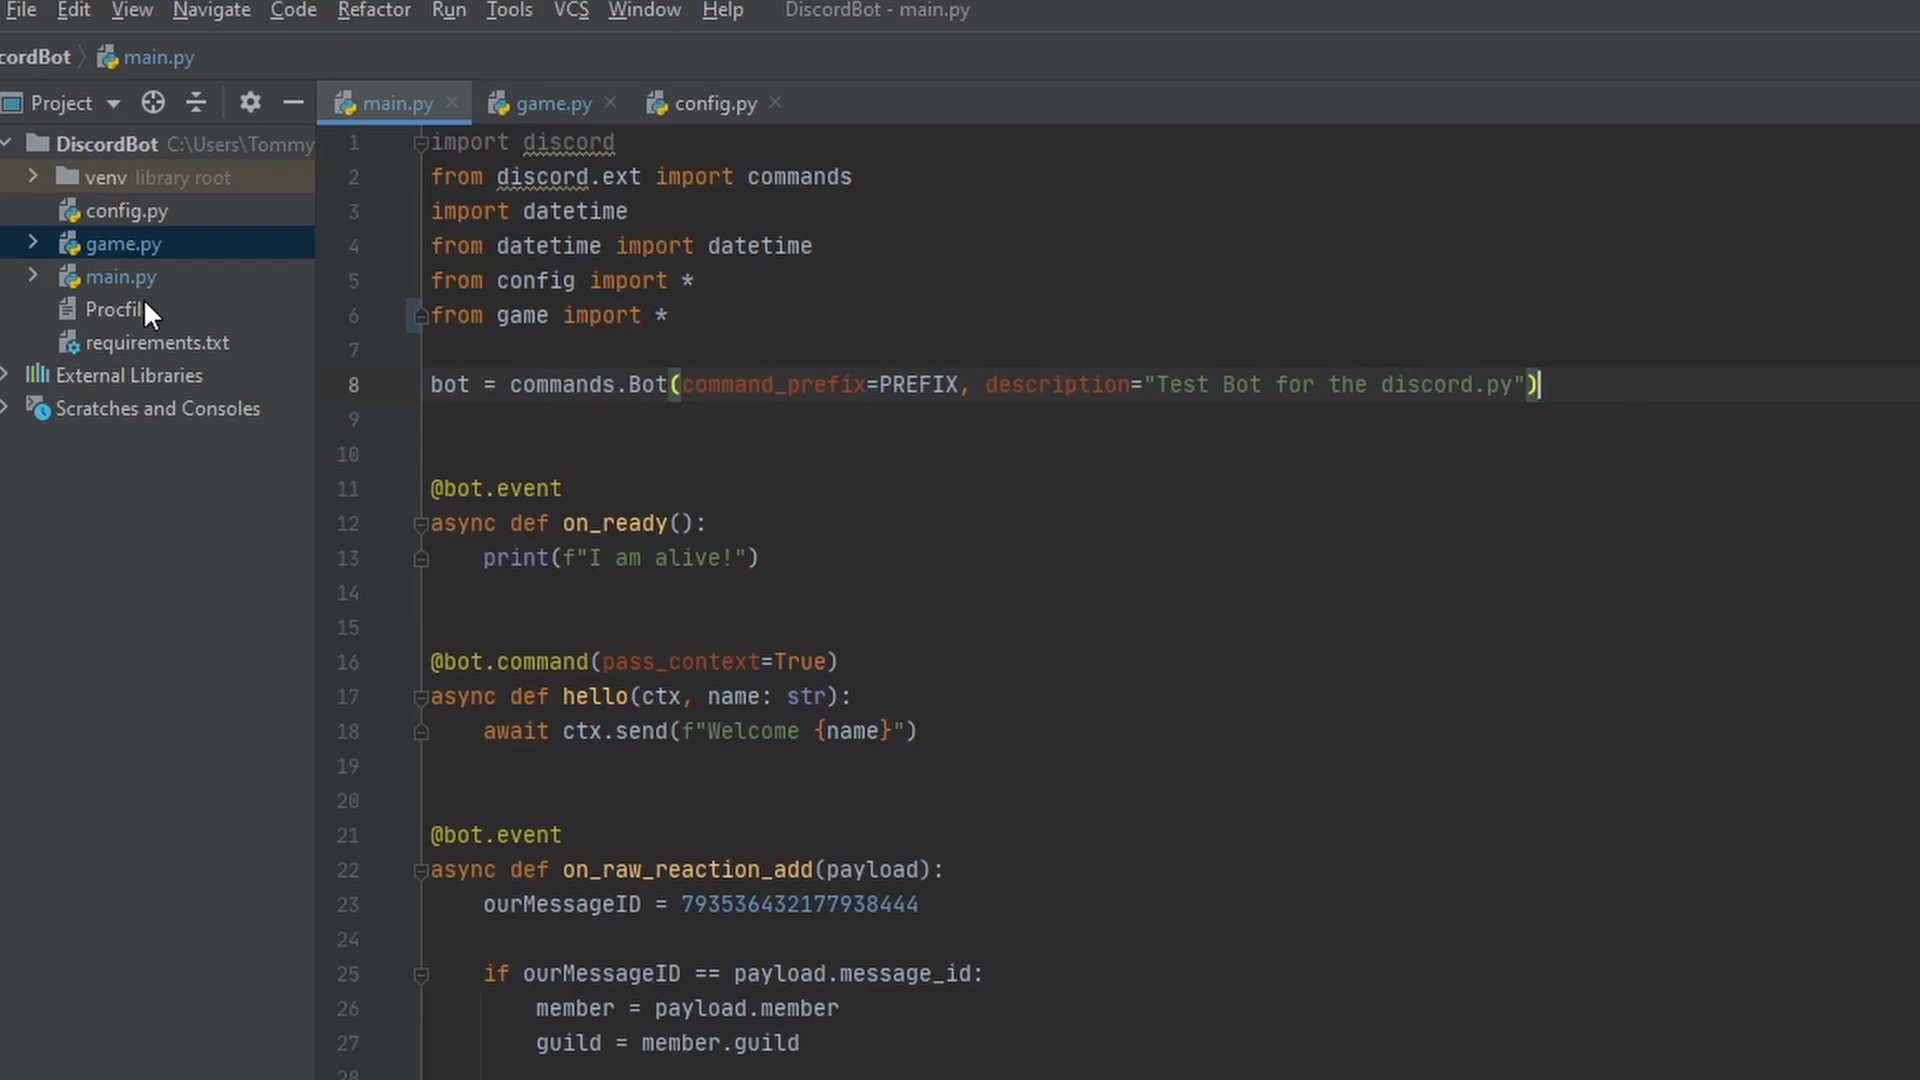 File Edit View Navigate Code Refactor Run Tools VCS Window Help DiscordBot - main.py
cordBot main.py
Project main.py game.py config.py
DiscordBot C:\Users\Tommy
venv library root
config.py
game.py
main.py
Procfil
requirements.txt
External Libraries
Scratches and Consoles
1 import discord
2 from discord.ext import commands
3 import datetime
4 from datetime import datetime
5 from config import *
6 from game import *
7
8 bot = commands.Bot(command_prefix=PREFIX, description="Test Bot for the discord.py")
9
10
11 @bot.event
12 async def on_ready():
13     print(f"I am alive!")
14
15
16 @bot.command(pass_context=True)
17 async def hello(ctx, name: str):
18     await ctx.send(f"Welcome {name}")
19
20
21 @bot.event
22 async def on_raw_reaction_add(payload):
23     ourMessageID = 793536432177938444
24
25     if ourMessageID == payload.message_id:
26         member = payload.member
27         guild = member.guild
28